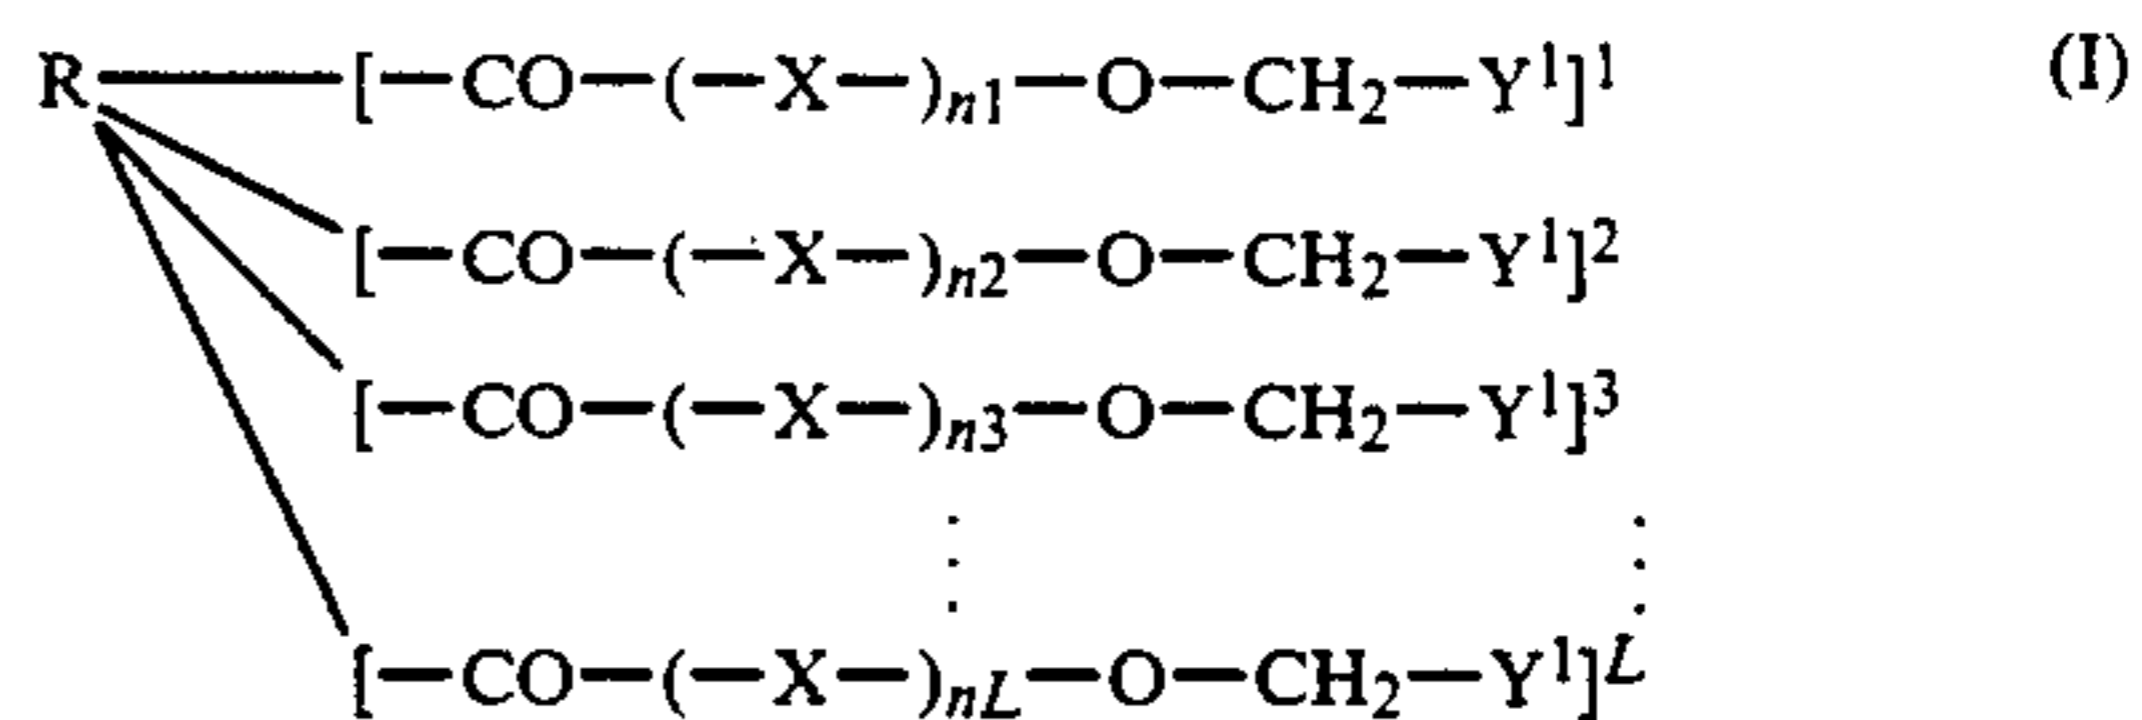 R—[—CO—(—X—)n1—O—CH2—Y1]1 (I)
[—CO—(—X—)n2—O—CH2—Y1]2
[—CO—(—X—)n3—O—CH2—Y1]3
⋮ ⋮
[—CO—(—X—)nL—O—CH2—Y1]L